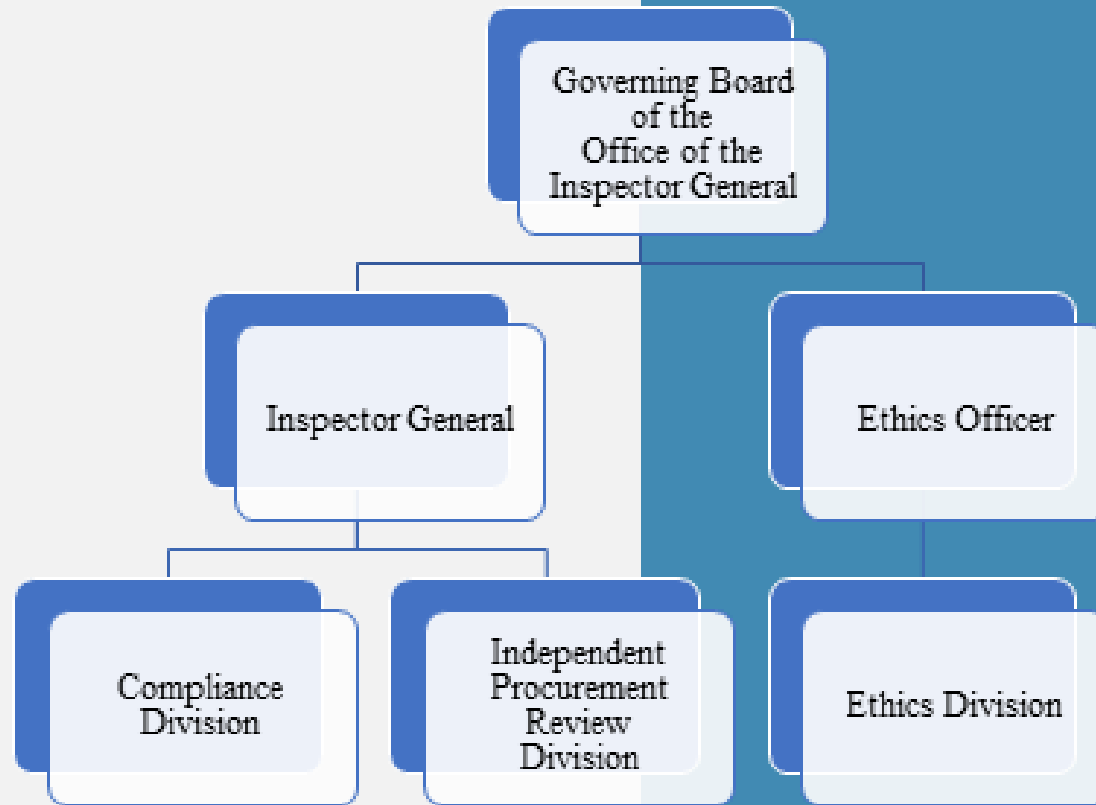 Governing Board
of the
Office of the
Inspector General
Inspector General
Ethics Officer
Compliance
Division
Independent
Procurement
Review
Division
Ethics Division